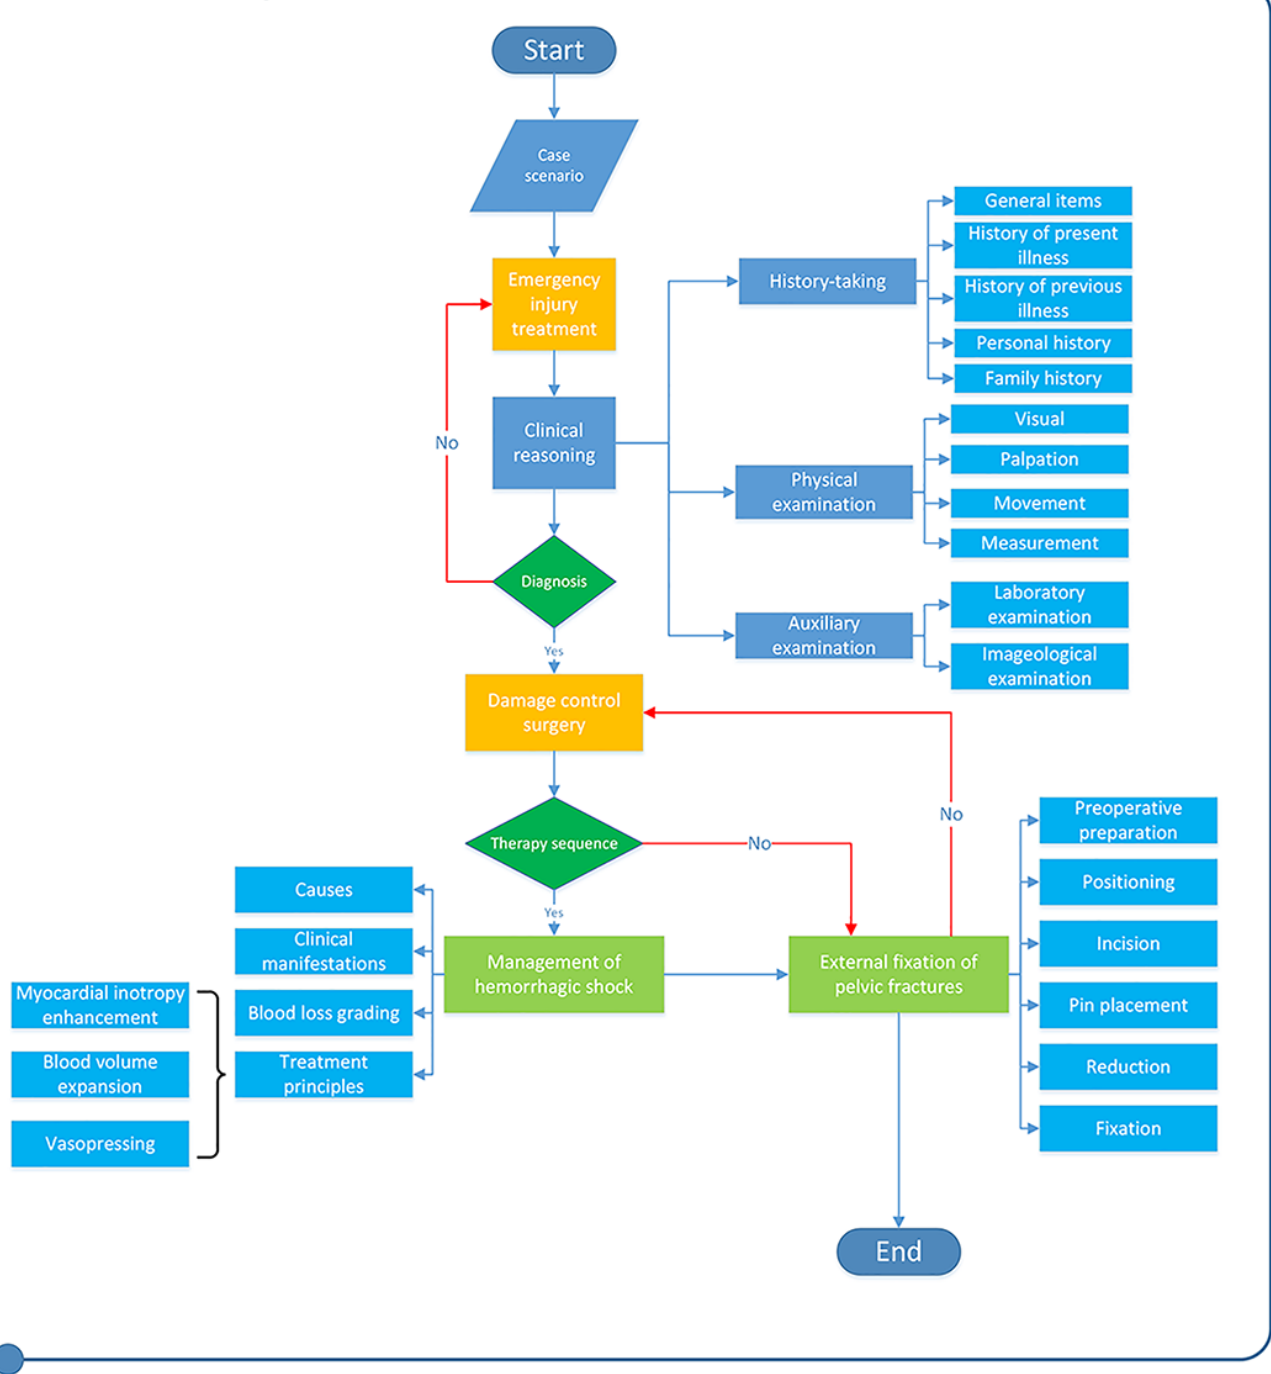 Start
Case
scenario
Emergency
injury
treatment
Clinical
reasoning
No
Diagnosis
Yes
History-taking
General items
History of present
illness
History of previous
illness
Personal history
Family history
Physical
examination
Visual
Palpation
Movement
Measurement
Auxiliary
examination
Laboratory
examination
Imageological
examination
Damage control
surgery
Therapy sequence
No
No
Yes
Management of
hemorrhagic shock
Causes
Clinical
manifestations
Blood loss grading
Treatment
principles
Myocardial inotropy
enhancement
Blood volume
expansion
Vasopressing
External fixation of
pelvic fractures
Preoperative
preparation
Positioning
Incision
Pin placement
Reduction
Fixation
End